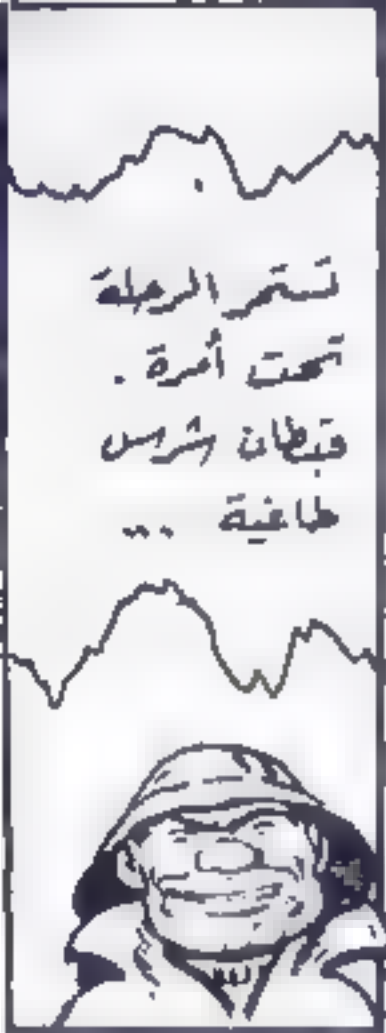 تستمر الرحلة
تحت أمرة .
قبطان شرس
طاغية ...